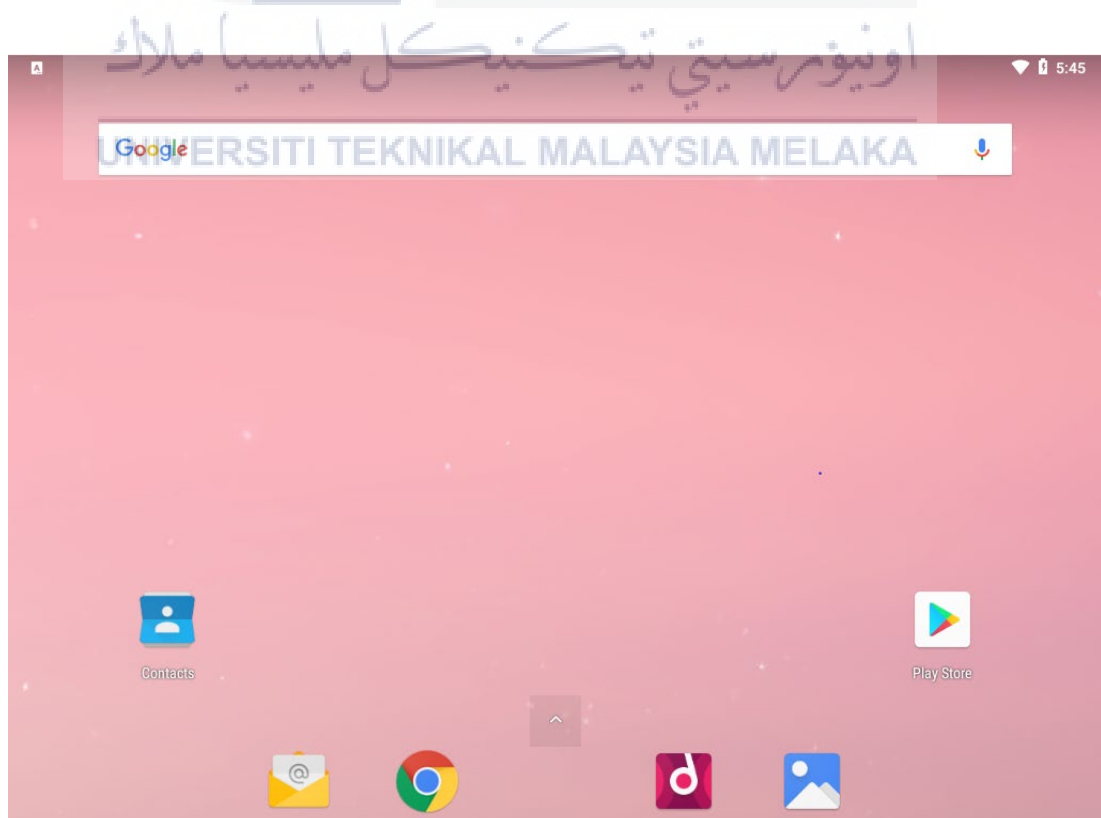 اونيۏرسيتي تيكنيكل مليسيا ملاك
5:45
UNIVERSITI TEKNIKAL MALAYSIA MELAKA
Google
Contacts
Play Store